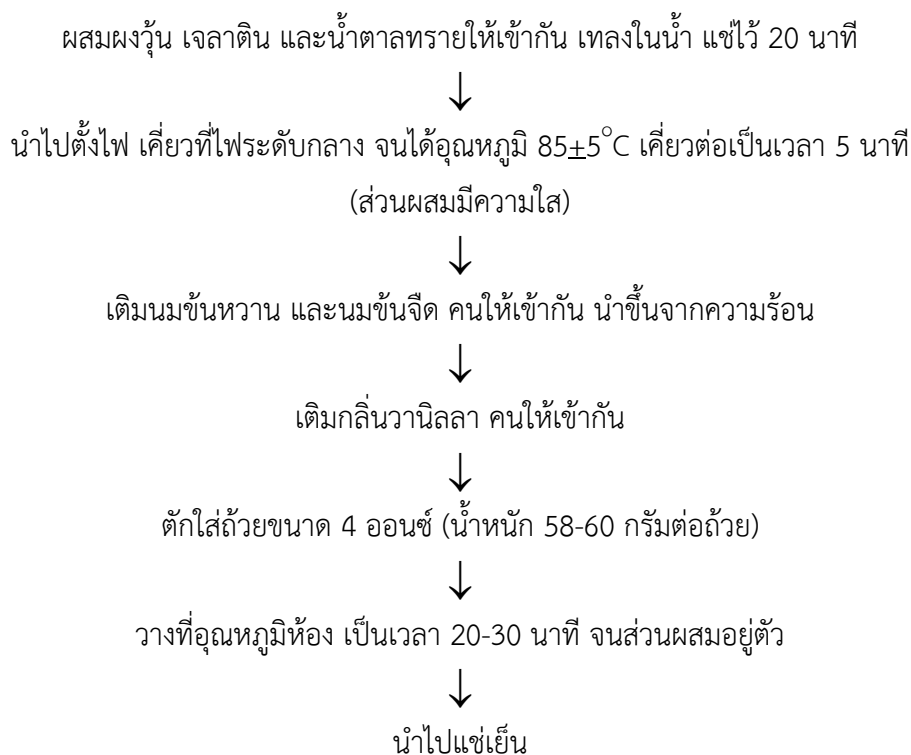 ผสมผงวุ้น เจลาติน และน้ำตาลทรายให้เข้ากัน เทลงในน้ำ แช่ไว้ 20 นาที
↓
นำไปตั้งไฟ เคี่ยวที่ไฟระดับกลาง จนได้อุณหภูมิ 85±5°C เคี่ยวต่อเป็นเวลา 5 นาที
(ส่วนผสมมีความใส)
↓
เติมนมข้นหวาน และนมข้นจืด คนให้เข้ากัน นำขึ้นจากความร้อน
↓
เติมกลิ่นวานิลลา คนให้เข้ากัน
↓
ตักใส่ถ้วยขนาด 4 ออนซ์ (น้ำหนัก 58-60 กรัมต่อถ้วย)
↓
วางที่อุณหภูมิห้อง เป็นเวลา 20-30 นาที จนส่วนผสมอยู่ตัว
↓
นำไปแช่เย็น